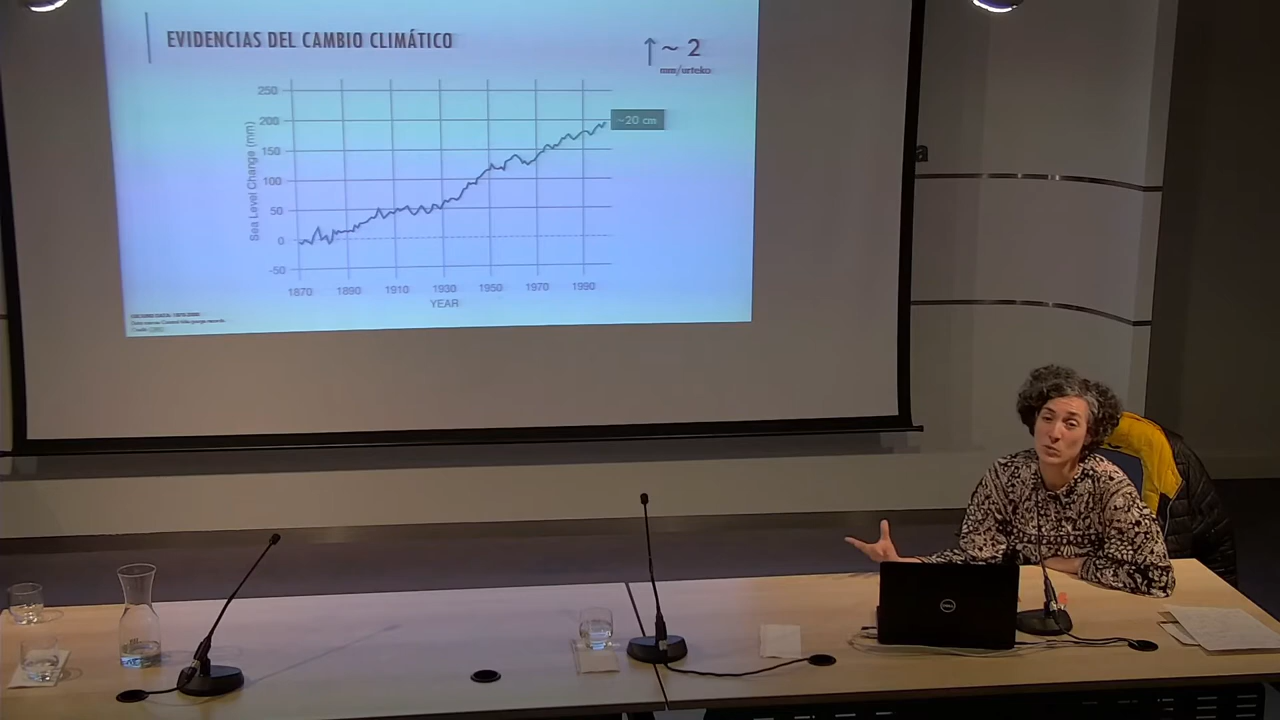 EVIDENCIAS DEL CAMBIO CLIMÁTICO
↑~ 2
mm/urteko
250
200
150
100
50
0
-50
Sea Level Change (mm)
~20 cm
1870 1890 1910 1930 1950 1970 1990
YEAR
DELL
a